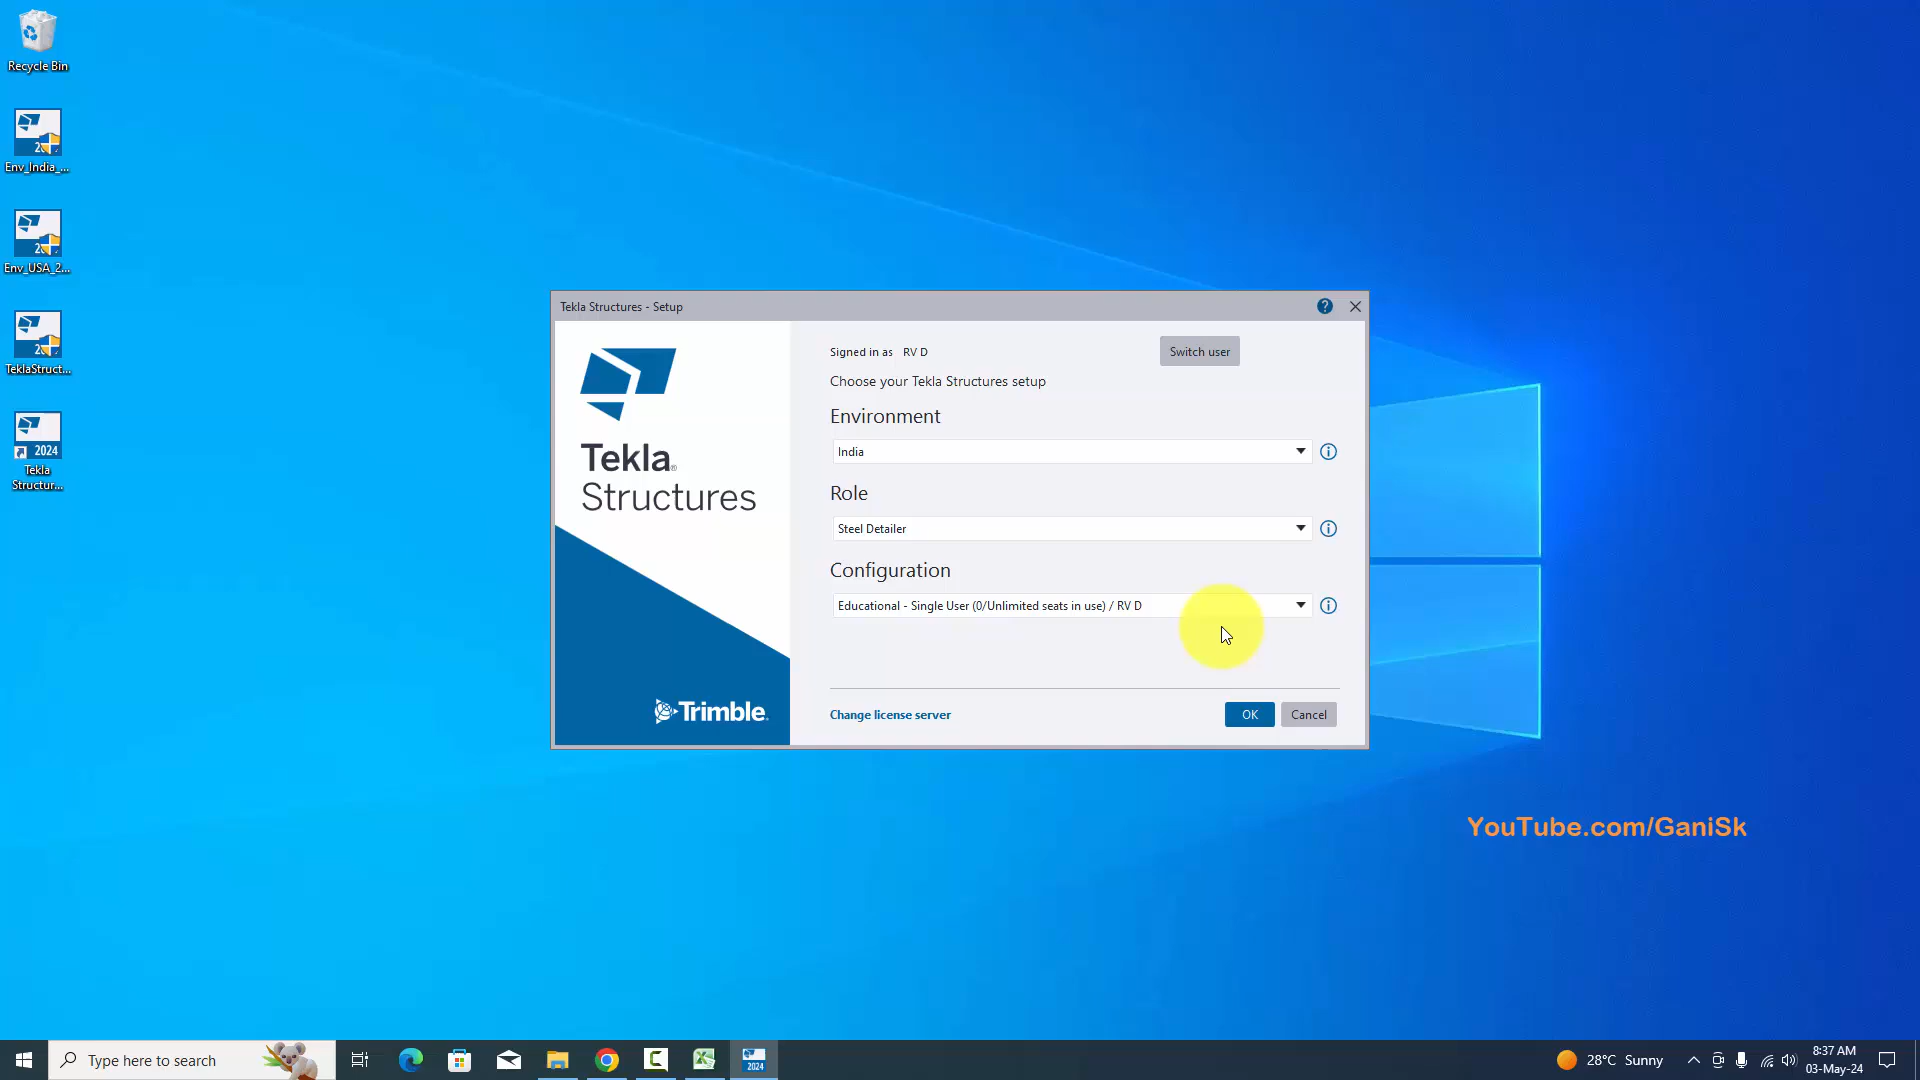 Recycle Bin
Env_India_...
Env_USA_2...
TeklaStruct...
2024
Tekla
Structur...
Tekla Structures - Setup
?
Tekla®
Structures
Trimble
Signed in as RV D
Switch user
Choose your Tekla Structures setup
Environment
India
Role
Steel Detailer
Configuration
Educational - Single User (0/Unlimited seats in use) / RV D
Change license server
OK
Cancel
YouTube.com/GaniSk
Type here to search
2024
28°C Sunny
8:37 AM
03-May-24